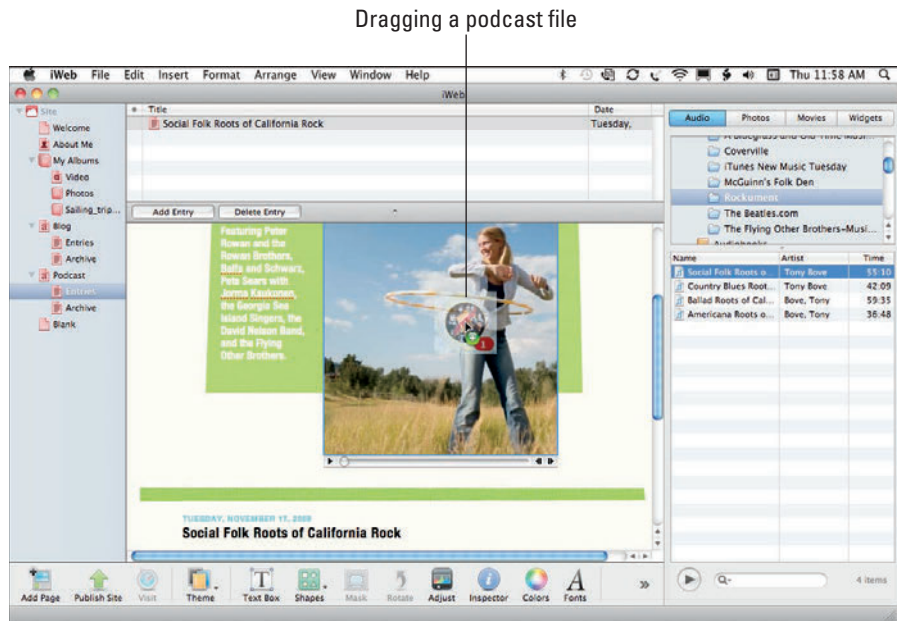 Dragging a podcast file
iWeb File Edit Insert Format Arrange View Window Help
Thu 11:58 AM
iWeb
Site
Welcome
About Me
My Albums
Video
Photos
Sailing_trip...
Blog
Entries
Archive
Podcast
Entries
Archive
Blank
Title Date
Social Folk Roots of California Rock Tuesday,
Add Entry Delete Entry
Featuring Peter
Rowan and the
Rowan Brothers,
Balfa and Schwarz,
Pete Sears with
Jorma Kaukonen,
the Georgia Sea
Island Singers, the
David Nelson Band,
and the Flying
Other Brothers.
1
TUESDAY, NOVEMBER 17, 2009
Social Folk Roots of California Rock
Audio Photos Movies Widgets
A Bluegrass and Old-Time Musi...
Coverville
iTunes New Music Tuesday
McGuinn's Folk Den
Rockument
The Beatles.com
The Flying Other Brothers-Musi...
Audiobooks
Name Artist Time
Social Folk Roots o... Tony Bove 55:10
Country Blues Root... Tony Bove 42:09
Ballad Roots of Cal... Bove, Tony 59:35
Americana Roots o... Bove, Tony 36:48
4 items
Add Page Publish Site Visit Theme Text Box Shapes Mask Rotate Adjust Inspector Colors Fonts